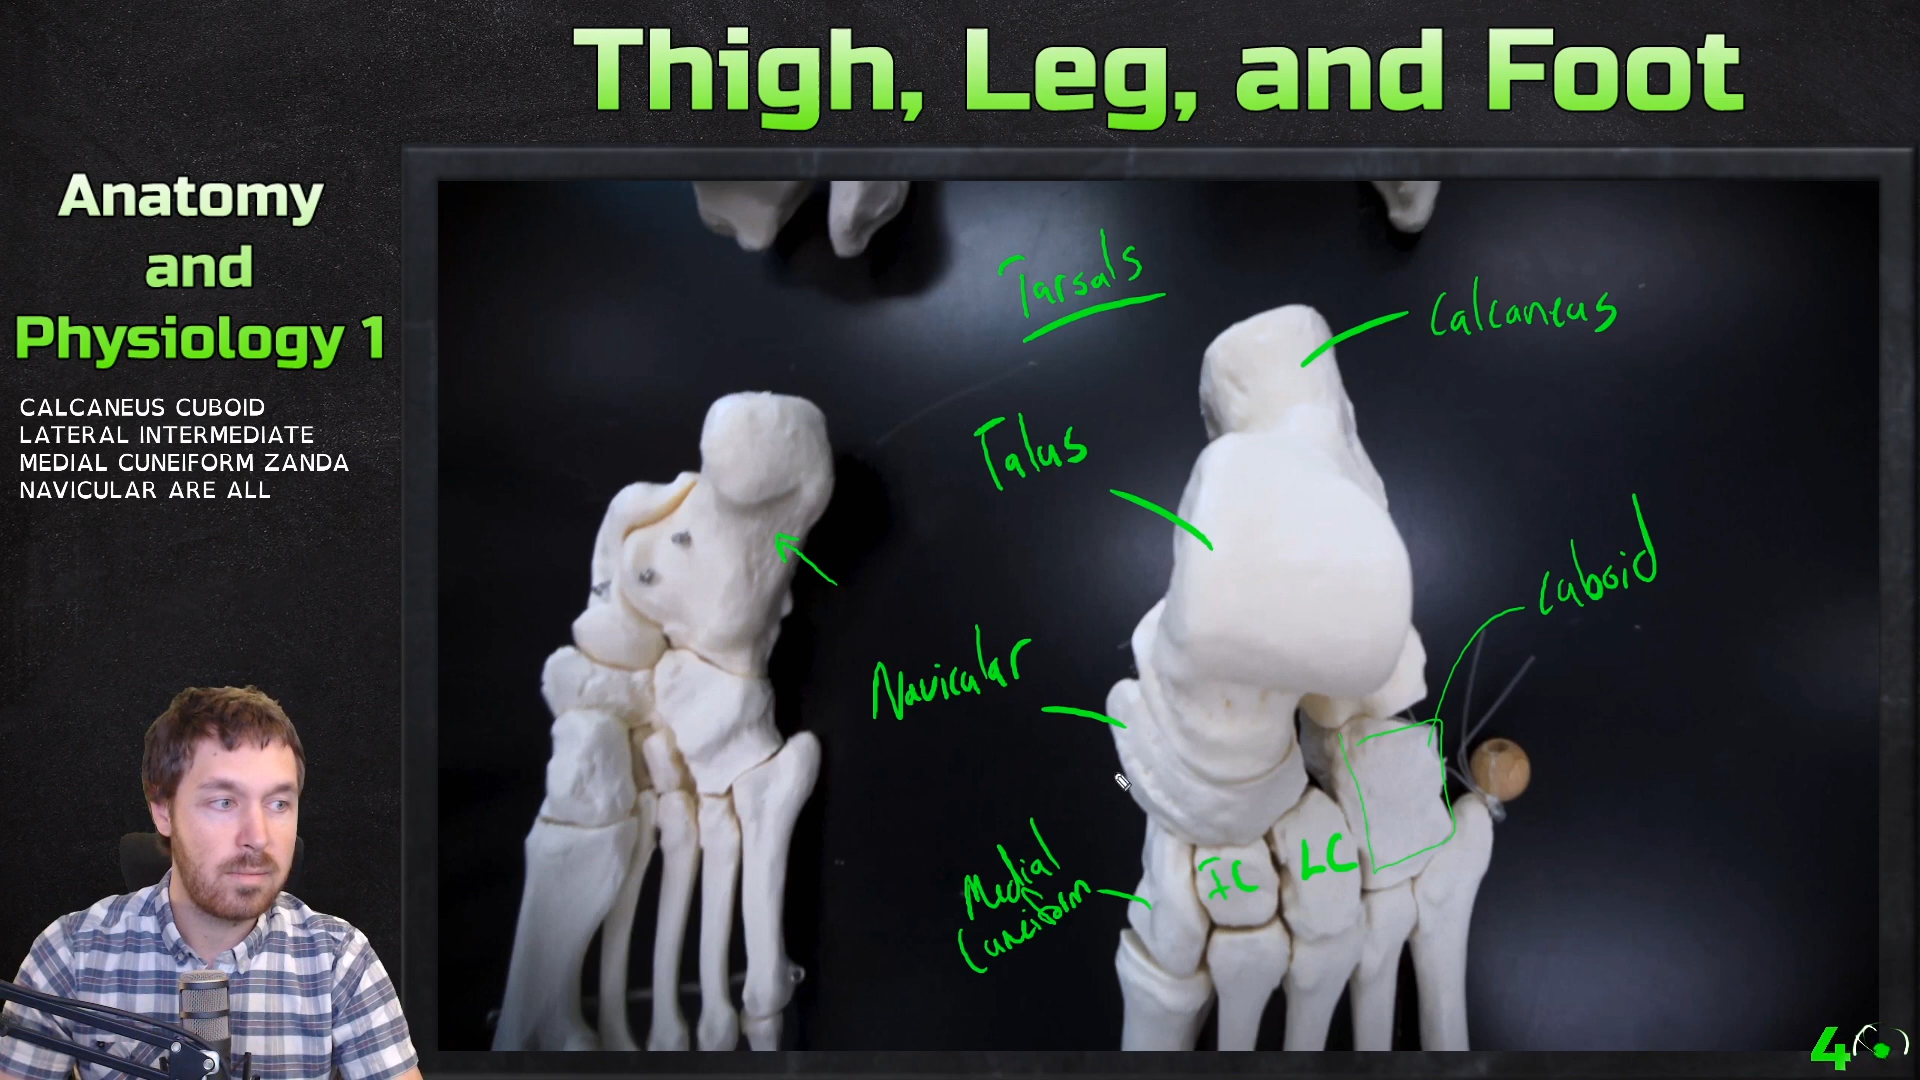 Thigh, Leg, and Foot
Anatomy
and
Physiology 1
CALCANEUS CUBOID
LATERAL INTERMEDIATE
MEDIAL CUNEIFORM ZANDA
NAVICULAR ARE ALL
Tarsals
Calcaneus
Talus
Cuboid
Navicular
Medial
Cuneiform
IC
LC
4